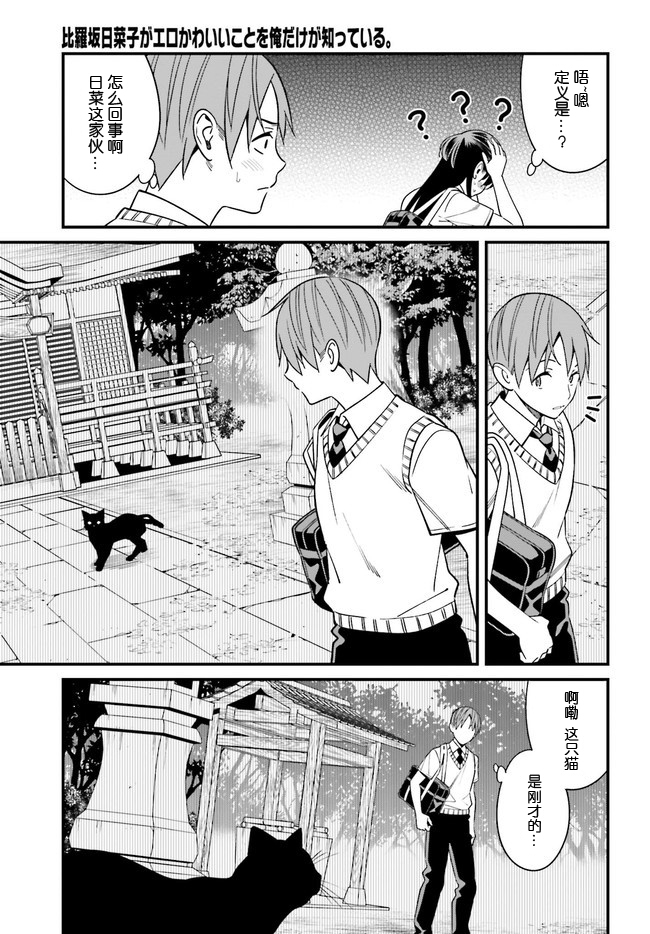 比羅坂日菜子がエロかわいいことを俺だけが知っている。
唔~嗯
定义是…?
? ? ?
怎么回事啊
日菜这家伙…
啊嘞 这只猫
是刚才的…